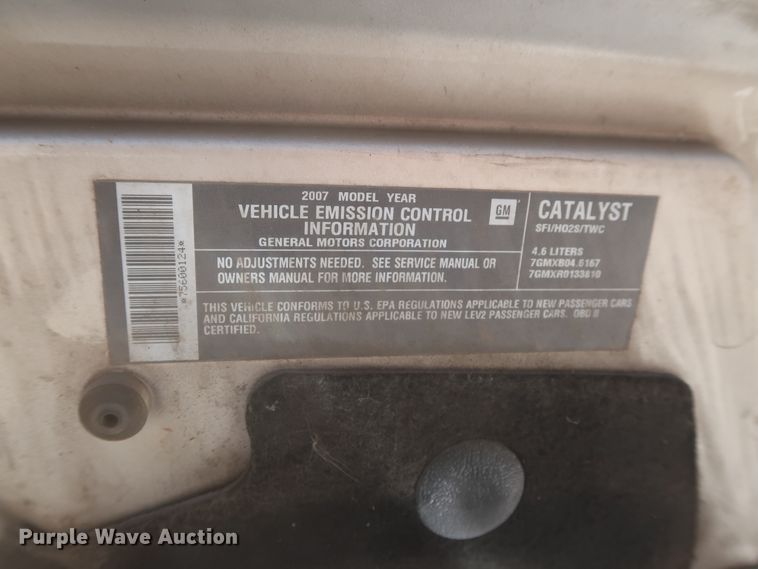 *75600124*
2007 MODEL YEAR
VEHICLE EMISSION CONTROL
INFORMATION
GENERAL MOTORS CORPORATION
GM
NO ADJUSTMENTS NEEDED. SEE SERVICE MANUAL OR
OWNERS MANUAL FOR MORE INFORMATION.
CATALYST
SFI/HO2S/TWC
4.6 LITERS
7GMXB04.6167
7GMXR0133810
THIS VEHICLE CONFORMS TO U.S. EPA REGULATIONS APPLICABLE TO NEW PASSENGER CARS
AND CALIFORNIA REGULATIONS APPLICABLE TO NEW LEV2 PASSENGER CARS. OBD II
CERTIFIED.
Purple Wave Auction